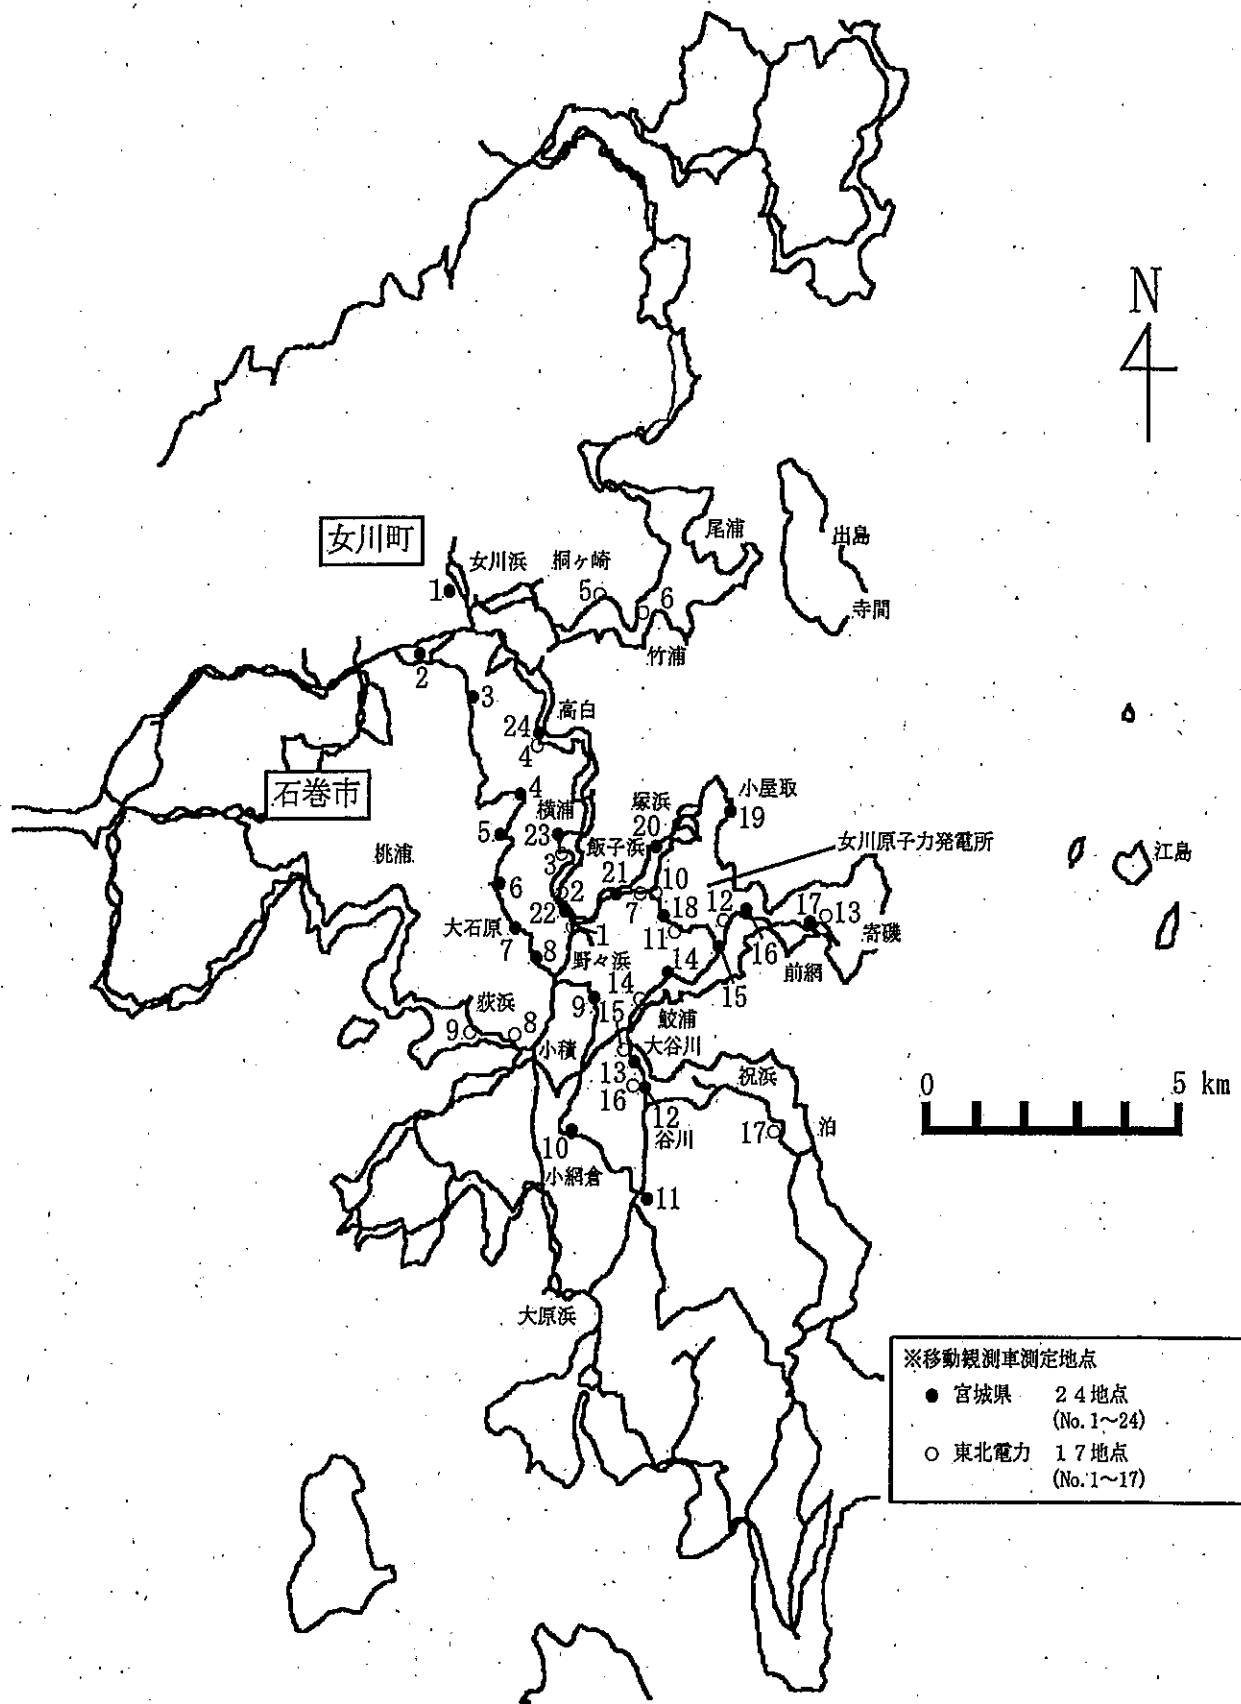 N
尾浦
出島
女川町
女川浜
桐ヶ崎
1
5
6
寺間
竹浦
2
3
高白
24
4
石巻市
4
小屋取
横浦
塚浜
19
5
23
20
女川原子力発電所
桃浦
飯子浜
3
江島
6
21
10
2
7
22
18
12
17
13
大石原
1
11
寄磯
7
8
野々浜
16
14
前網
15
9
14
荻浜
15
鮫浦
9
8
小積
大谷川
13
祝浜
0
5 km
16
12
10
谷川
17
泊
小網倉
11
大原浜
※移動観測車測定地点
● 宮城県 24地点
(No.1~24)
○ 東北電力 17地点
(No.1~17)